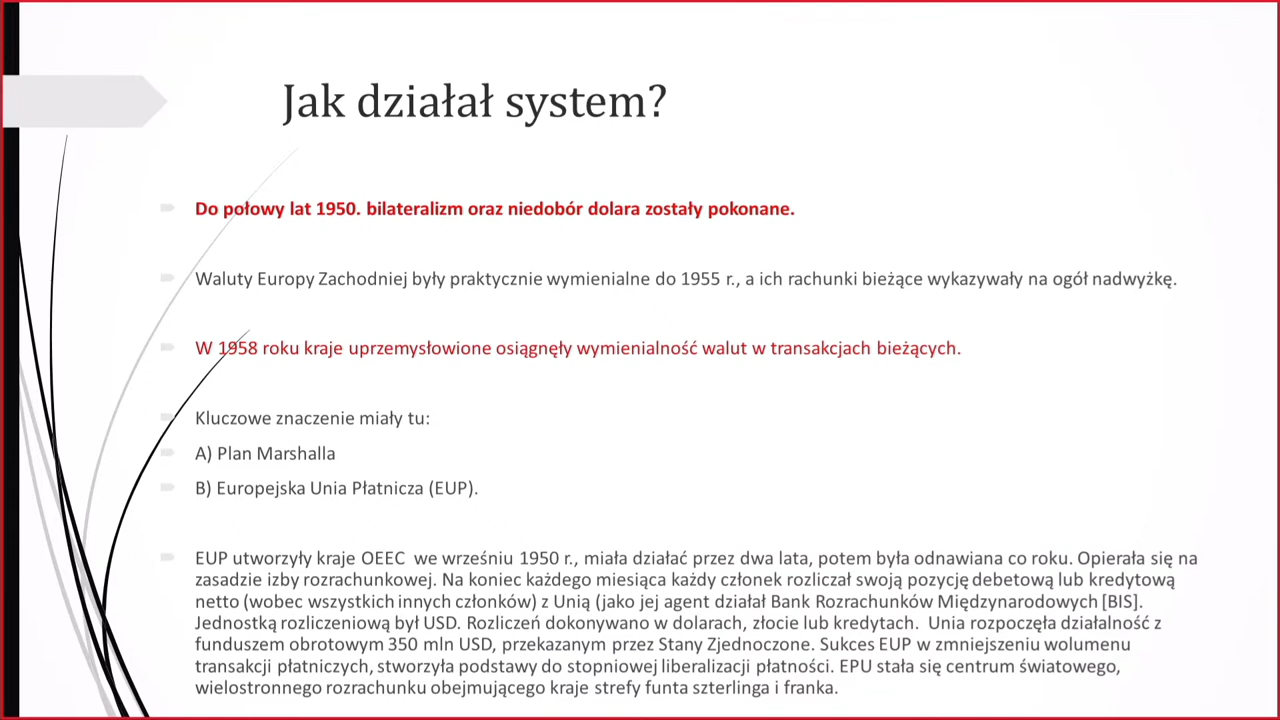 Jak działał system?
Do połowy lat 1950. bilateralizm oraz niedobór dolara zostały pokonane.
Waluty Europy Zachodniej były praktycznie wymienialne do 1955 r., a ich rachunki bieżące wykazywały na ogół nadwyżkę.
W 1958 roku kraje uprzemysłowione osiągnęły wymienialność walut w transakcjach bieżących.
Kluczowe znaczenie miały tu:
A) Plan Marshalla
B) Europejska Unia Płatnicza (EUP).
EUP utworzyły kraje OEEC we wrześniu 1950 r., miała działać przez dwa lata, potem była odnawiana co roku. Opierała się na
zasadzie izby rozrachunkowej. Na koniec każdego miesiąca każdy członek rozliczał swoją pozycję debetową lub kredytową
netto (wobec wszystkich innych członków) z Unią (jako jej agent działał Bank Rozrachunków Międzynarodowych [BIS].
Jednostką rozliczeniową był USD. Rozliczeń dokonywano w dolarach, złocie lub kredytach. Unia rozpoczęła działalność z
funduszem obrotowym 350 mln USD, przekazanym przez Stany Zjednoczone. Sukces EUP w zmniejszeniu wolumenu
transakcji płatniczych, stworzyła podstawy do stopniowej liberalizacji płatności. EPU stała się centrum światowego,
wielostronnego rozrachunku obejmującego kraje strefy funta szterlinga i franka.